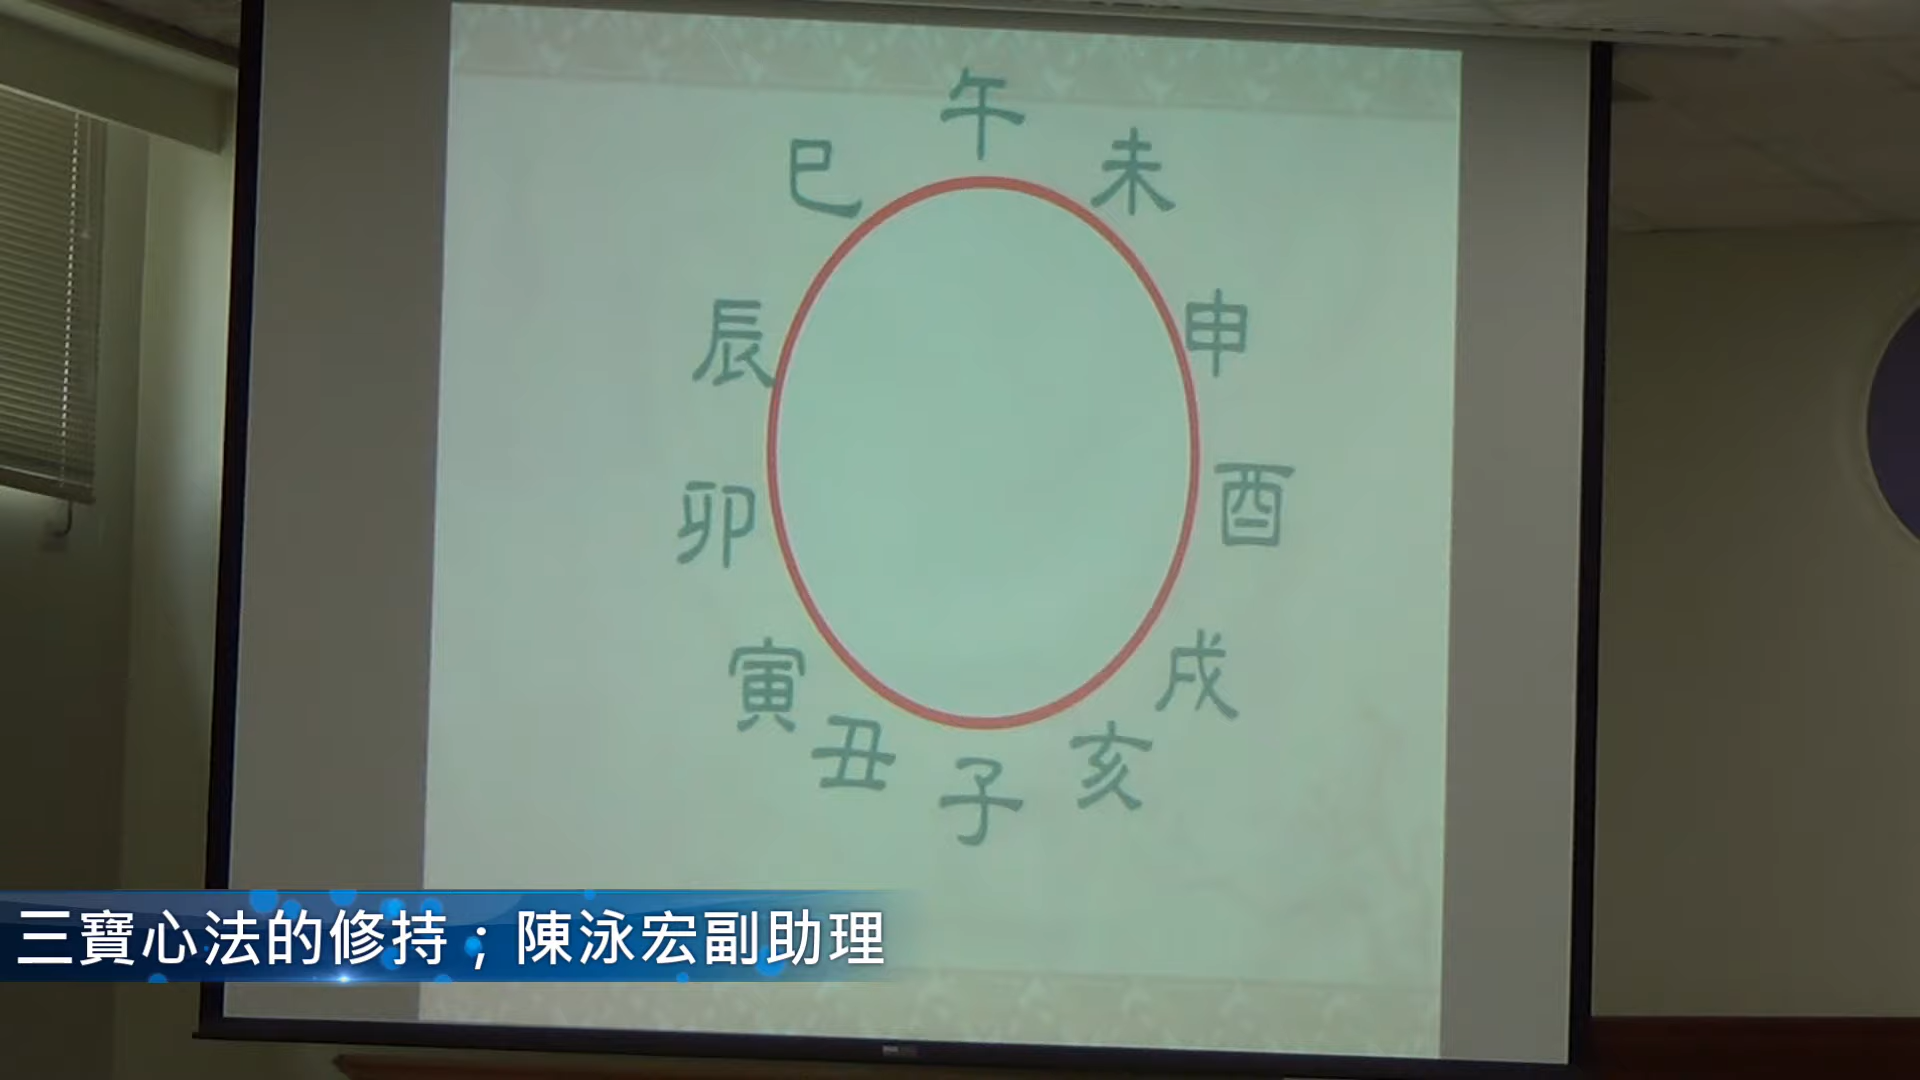 午
巳
未
辰
申
卯
酉
寅
戌
丑
亥
子
三寶心法的修持；陳泳宏副助理